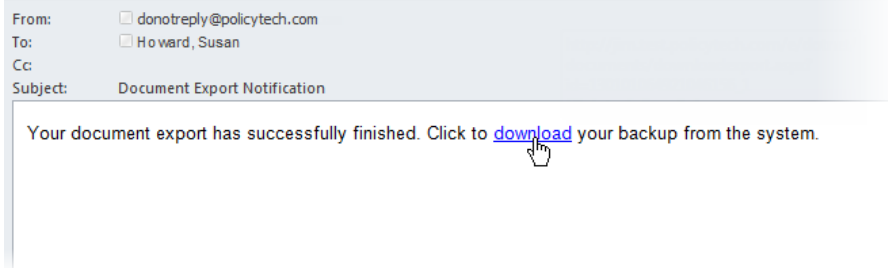 From: donotreply@policytech.com
To: Howard, Susan
Cc:
Subject: Document Export Notification
Your document export has successfully finished. Click to download your backup from the system.